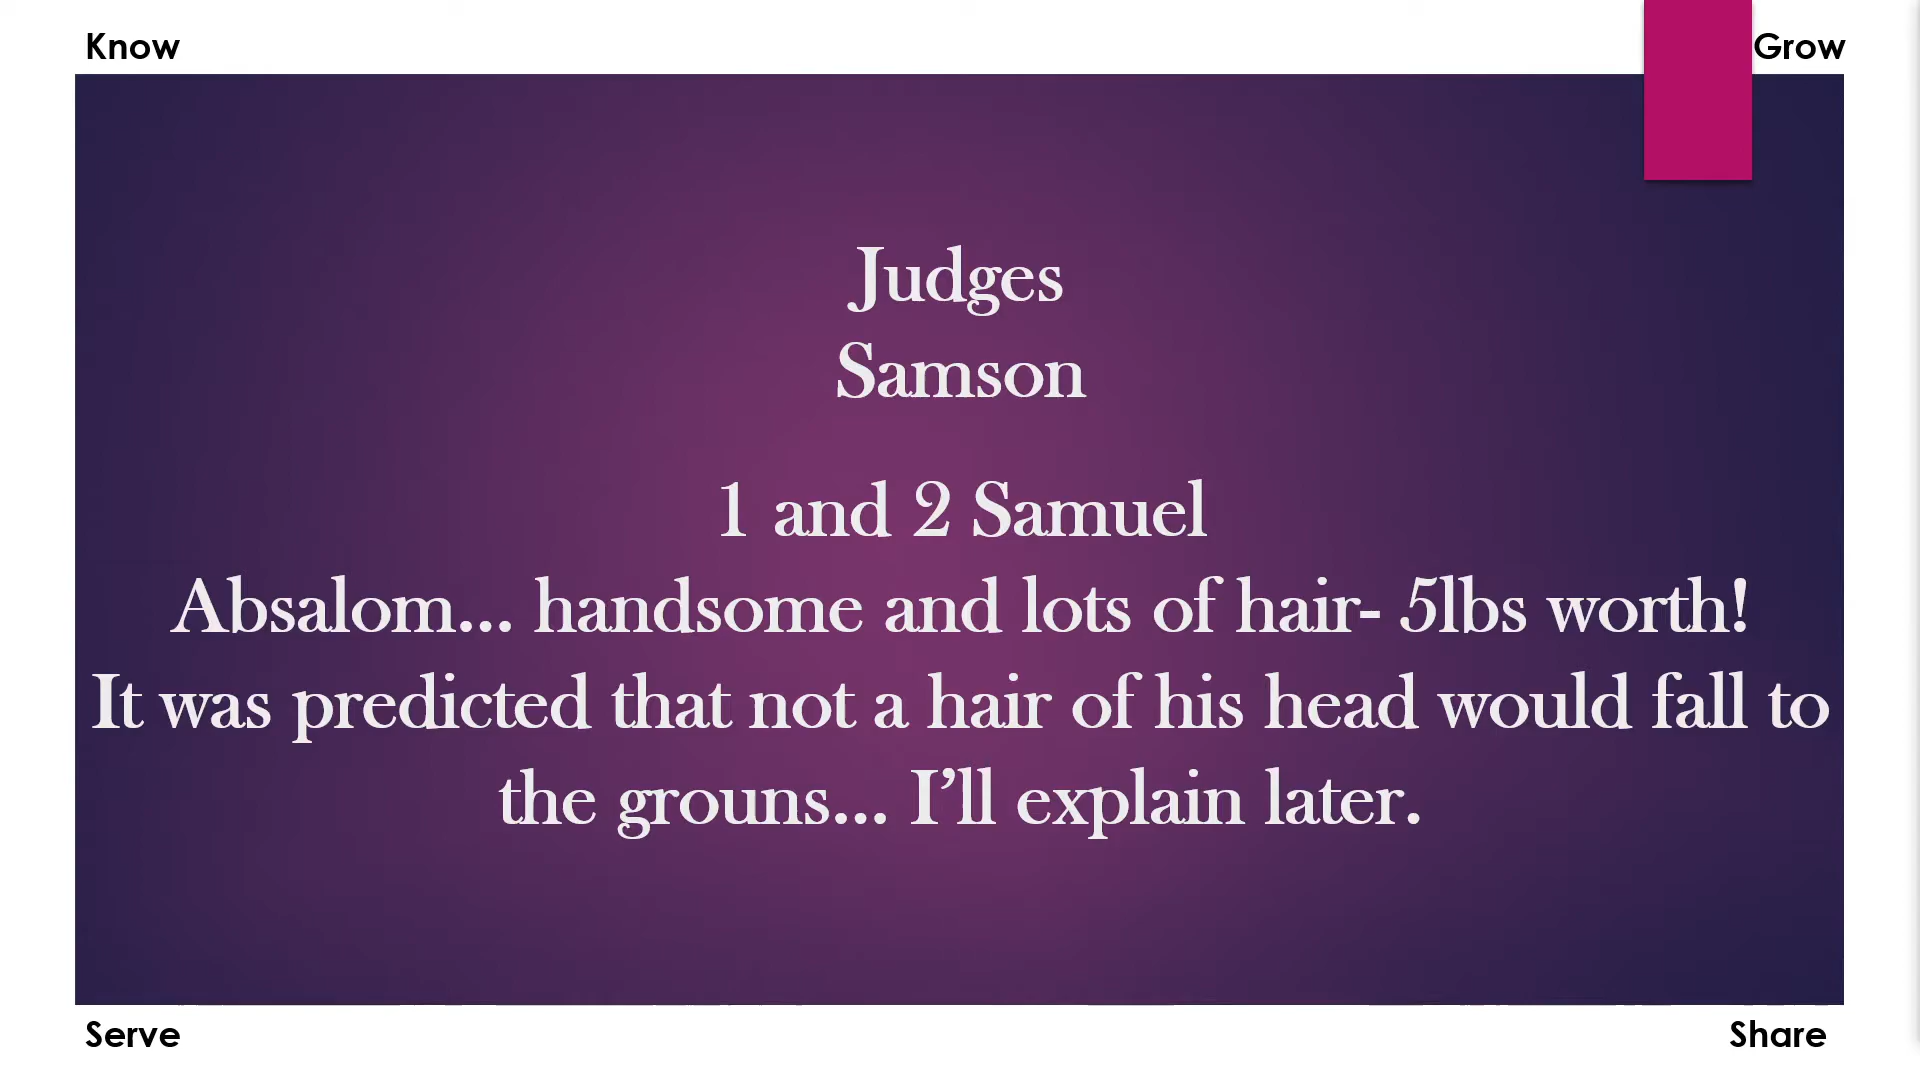 Know
Grow
Judges
Samson
1 and 2 Samuel
Absalom... handsome and lots of hair- 5lbs worth!
It was predicted that not a hair of his head would fall to
the grouns... I’ll explain later.
Serve
Share